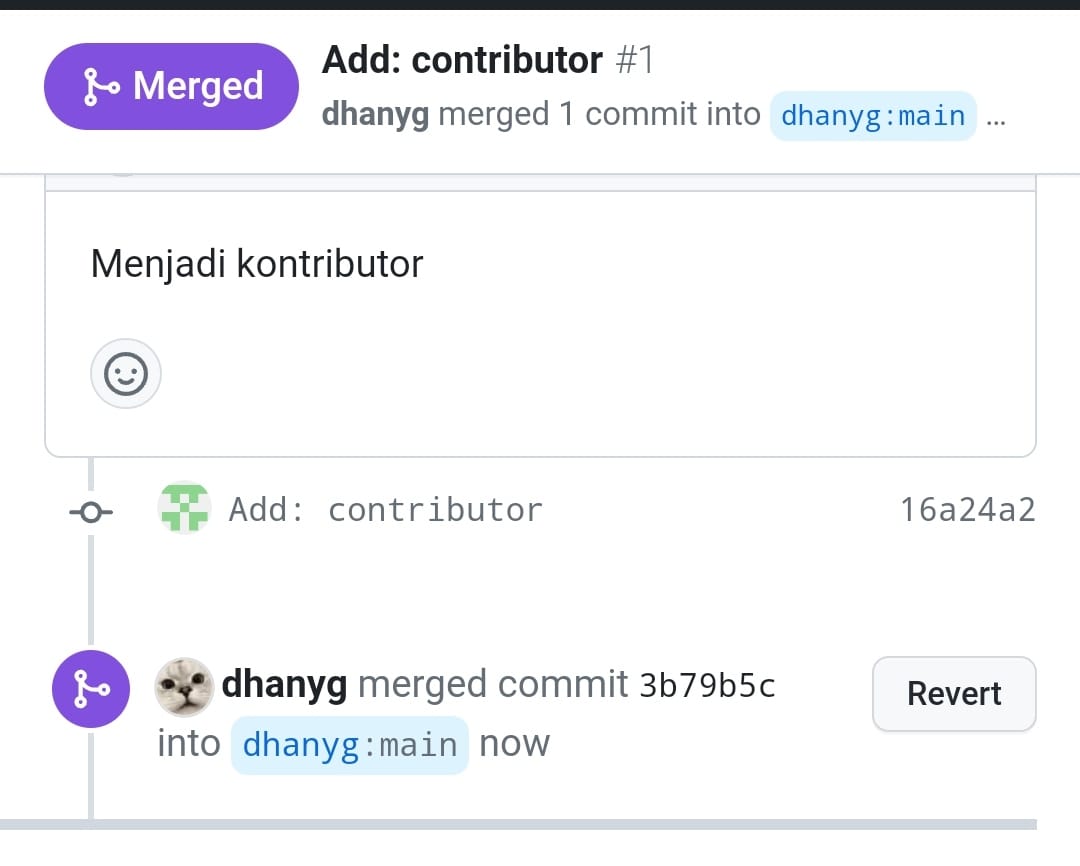 Merged
Add: contributor #1
dhanyg merged 1 commit into dhanyg:main ...
Menjadi kontributor
Add: contributor 16a24a2
dhanyg merged commit 3b79b5c
into dhanyg:main now
Revert